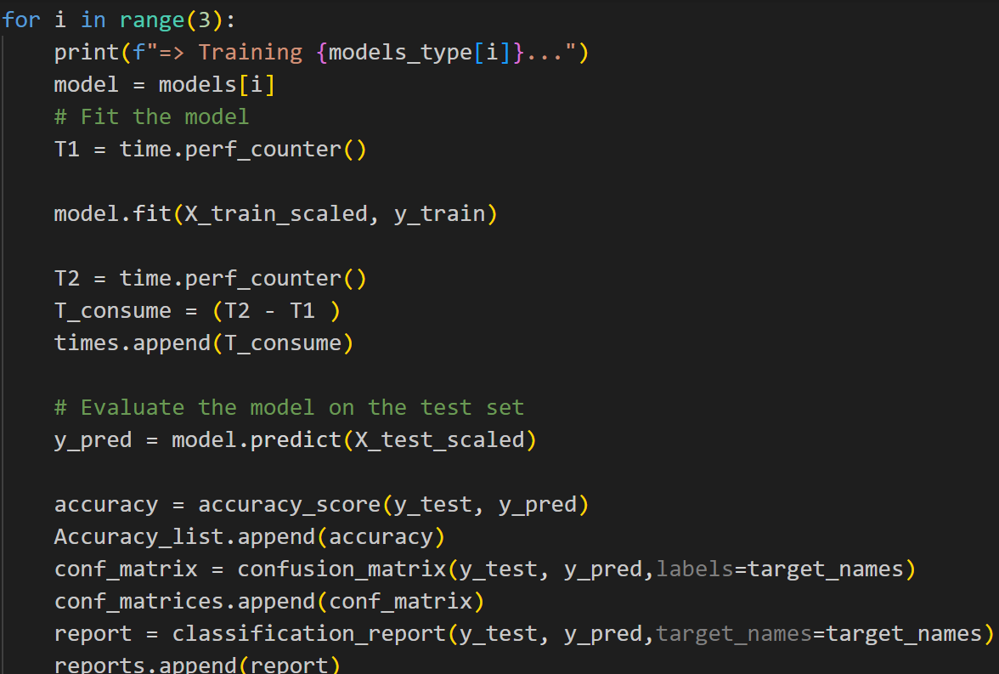 for i in range(3):
    print(f"=> Training {models_type[i]}...")
    model = models[i]
    # Fit the model
    T1 = time.perf_counter()

    model.fit(X_train_scaled, y_train)

    T2 = time.perf_counter()
    T_consume = (T2 - T1 )
    times.append(T_consume)

    # Evaluate the model on the test set
    y_pred = model.predict(X_test_scaled)

    accuracy = accuracy_score(y_test, y_pred)
    Accuracy_list.append(accuracy)
    conf_matrix = confusion_matrix(y_test, y_pred,labels=target_names)
    conf_matrices.append(conf_matrix)
    report = classification_report(y_test, y_pred,target_names=target_names)
    reports.append(report)